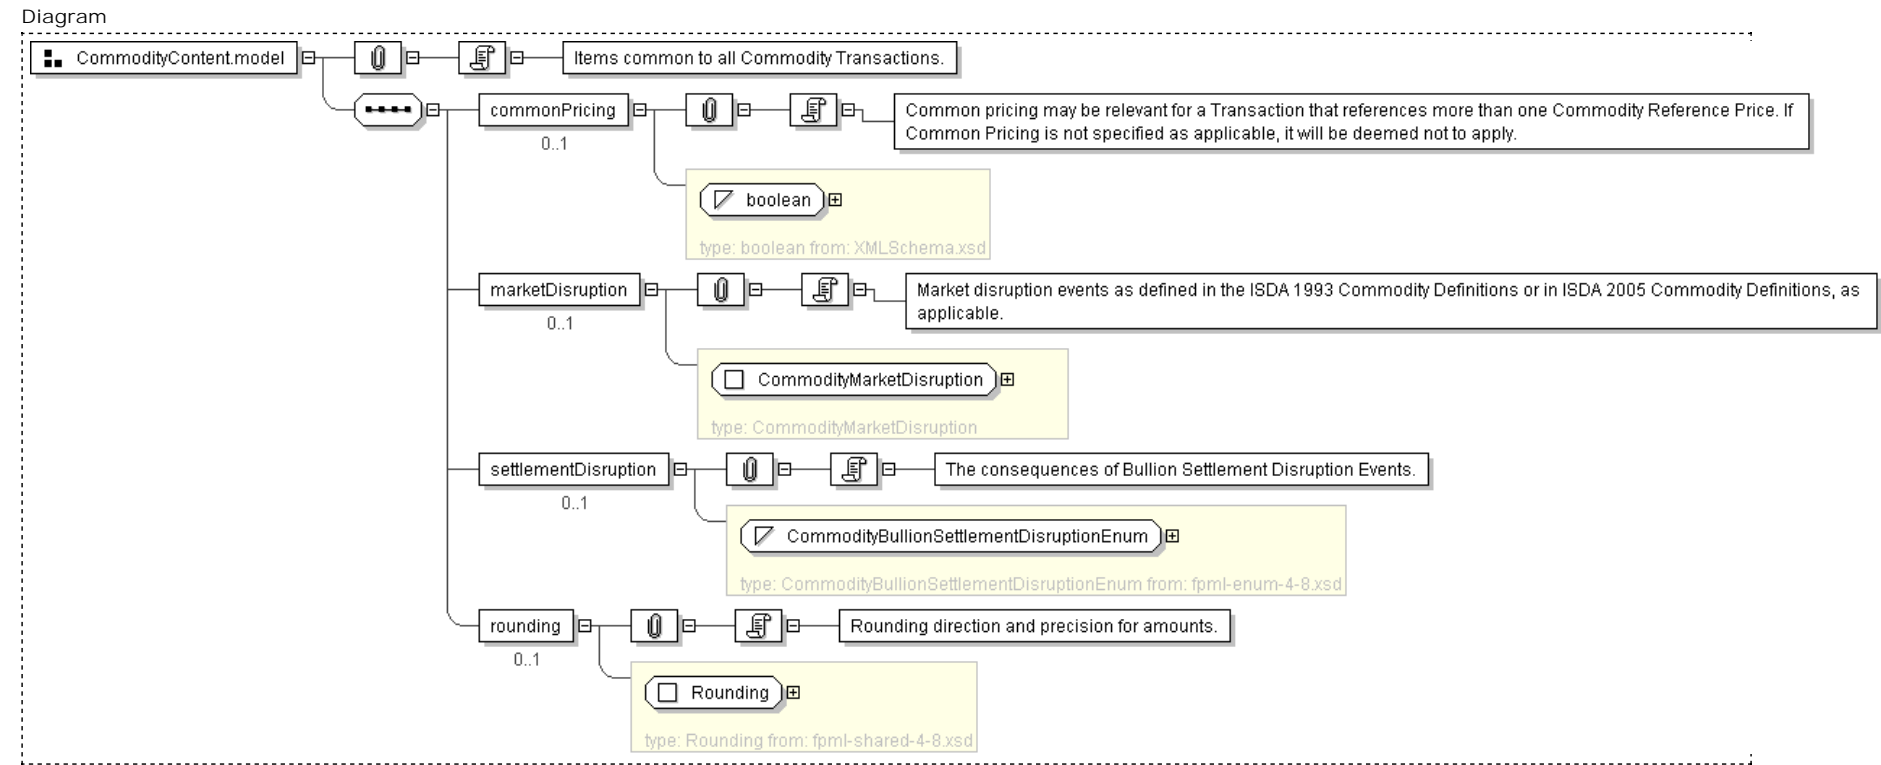 Diagram
CommodityContent.model
Items common to all Commodity Transactions.
commonPricing
0..1
Common pricing may be relevant for a Transaction that references more than one Commodity Reference Price. If
Common Pricing is not specified as applicable, it will be deemed not to apply.
boolean
type: boolean from: XMLSchema.xsd
marketDisruption
0..1
Market disruption events as defined in the ISDA 1993 Commodity Definitions or in ISDA 2005 Commodity Definitions, as
applicable.
CommodityMarketDisruption
type: CommodityMarketDisruption
settlementDisruption
0..1
The consequences of Bullion Settlement Disruption Events.
CommodityBullionSettlementDisruptionEnum
type: CommodityBullionSettlementDisruptionEnum from: fpml-enum-4-8.xsd
rounding
0..1
Rounding direction and precision for amounts.
Rounding
type: Rounding from: fpml-shared-4-8.xsd